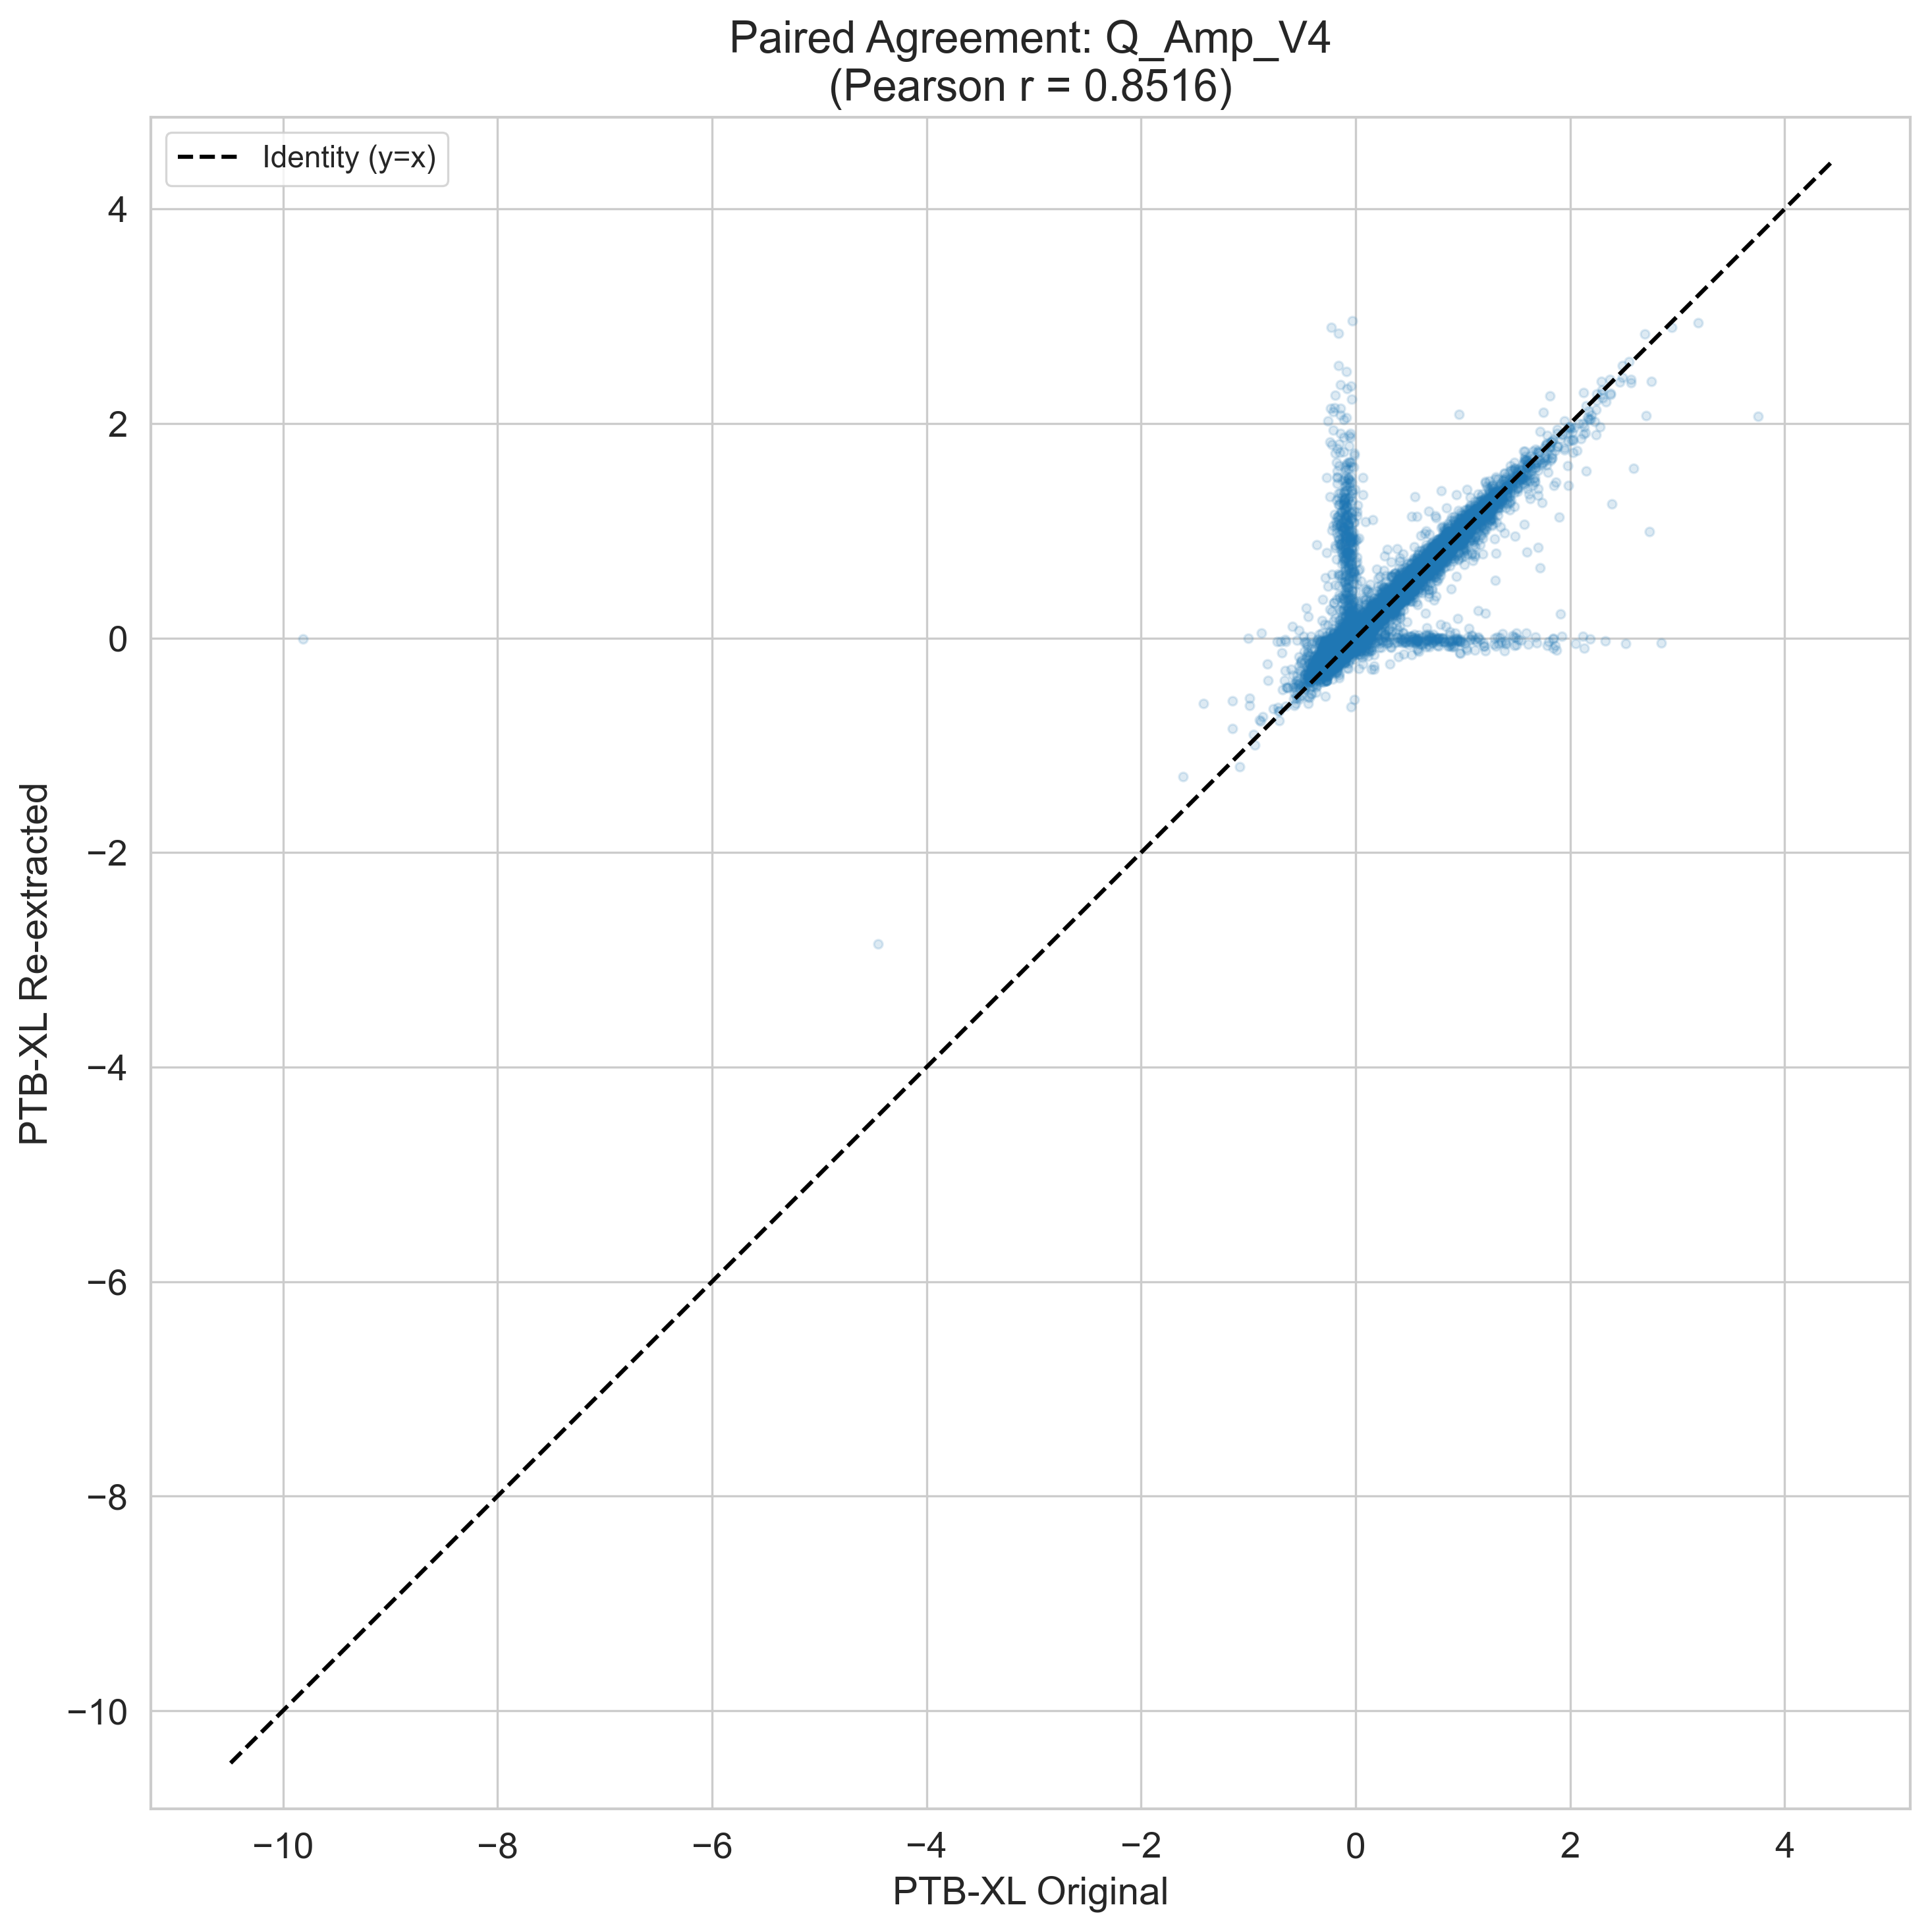 Paired Agreement: Q_Amp_V4
(Pearson r = 0.8516)
Identity (y=x)
4
2
0
−2
−4
−6
−8
−10
PTB-XL Re-extracted
−10 −8 −6 −4 −2 0 2 4
PTB-XL Original